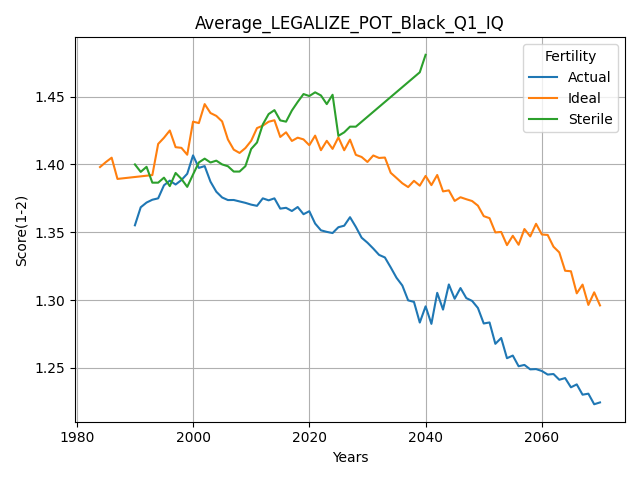 Average_LEGALIZE_POT_Black_Q1_IQ
Fertility
Actual
Ideal
Sterile
Score(1-2)
1.45
1.40
1.35
1.30
1.25
1980 2000 2020 2040 2060
Years